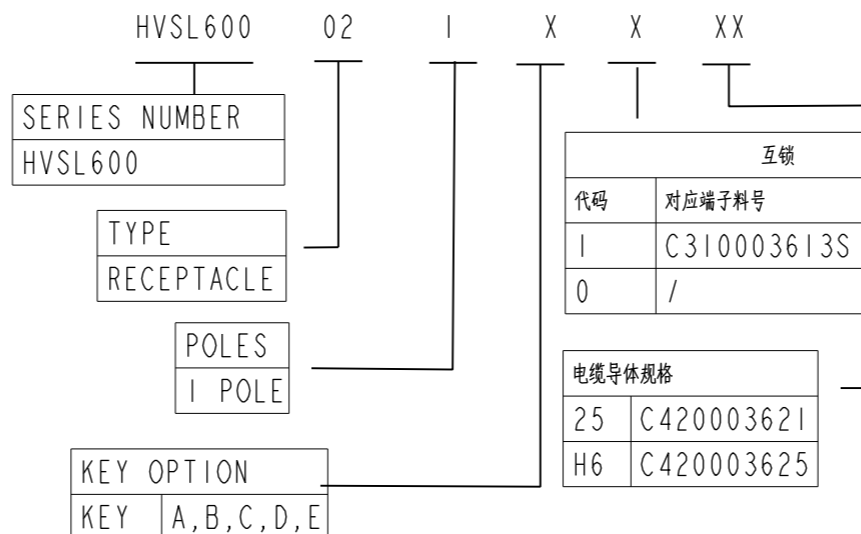 HVSL600 02 1 X X XX
SERIES NUMBER
HVSL600
TYPE
RECEPTACLE
POLES
1 POLE
KEY OPTION
KEY A,B,C,D,E
互锁
代码 对应端子料号
1 C310003613S
0 /
电缆导体规格
25 C420003621
H6 C420003625